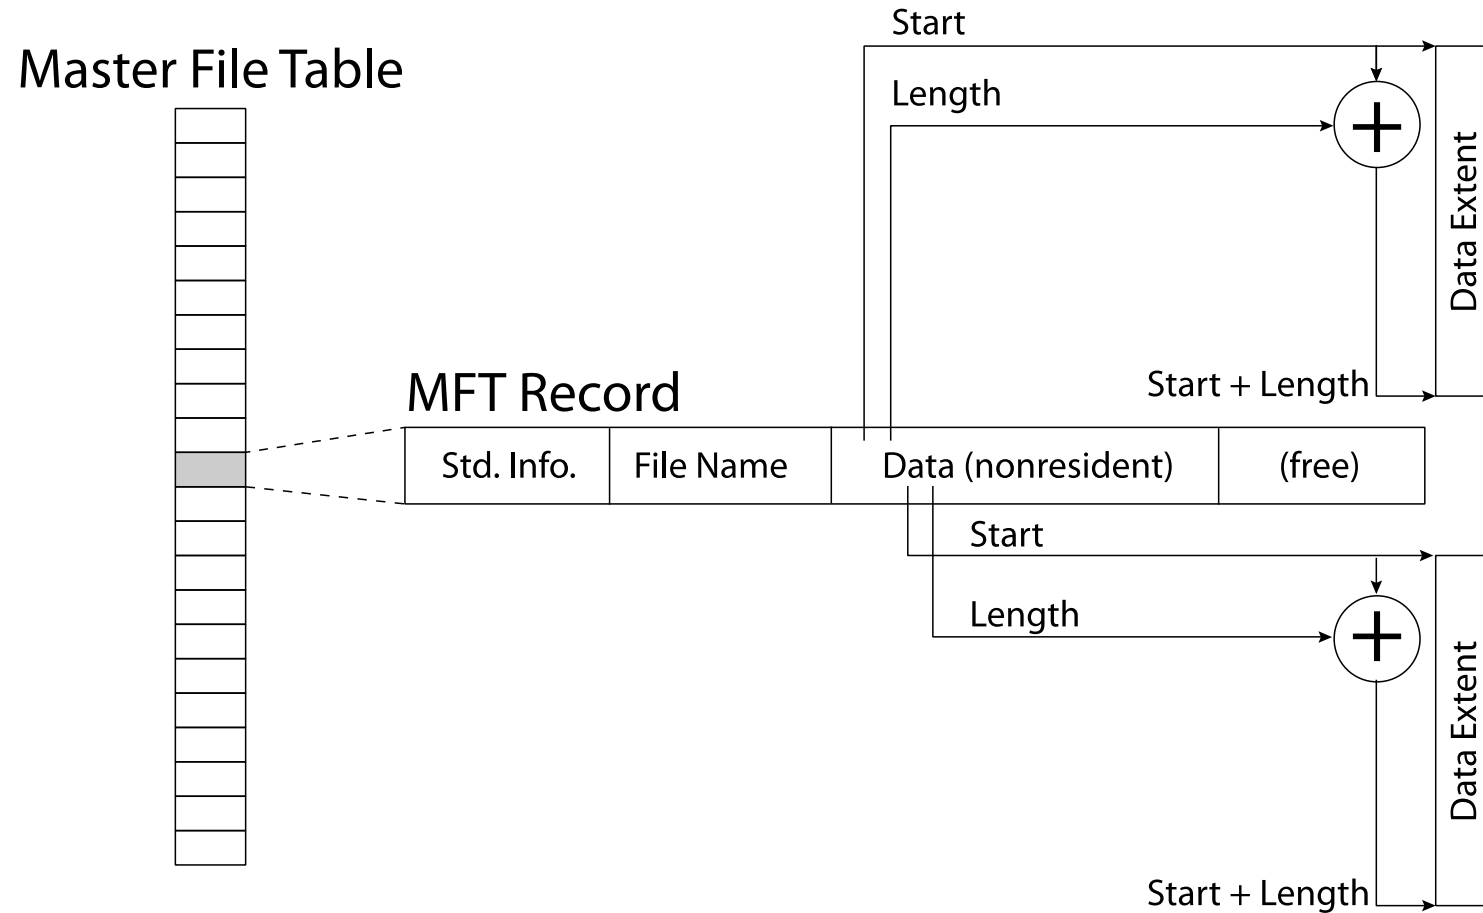 Start
Master File Table
Length
Data Extent
Start + Length
MFT Record
Std. Info.
File Name
Data (nonresident)
(free)
Start
Length
Data Extent
Start + Length